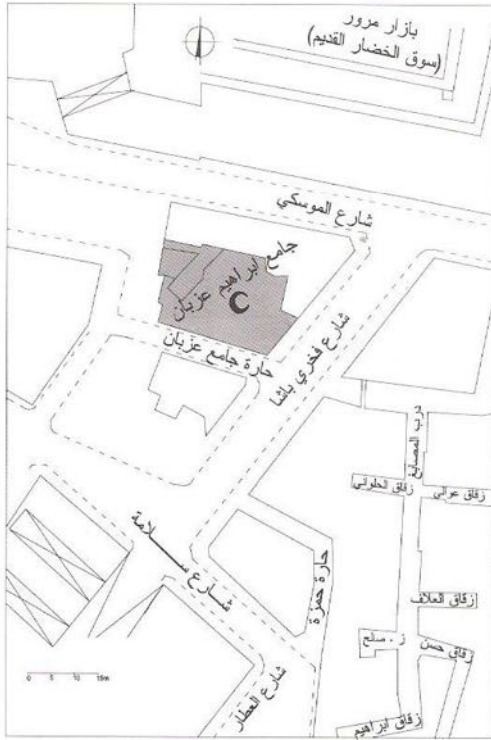 بازار مرور
(سوق الخضار القديم)
شارع الموسكي
جامع ابراهيم عزبان
حارة جامع عزبان
شارع فخري باشا
درب المصابغ
زقاق الحلواني
زقاق عوالي
شارع سلامة
حارة حمزة
زقاق العلاف
ز. صالح
زقاق حسن
شارع العطار
زقاق ابراهيم
0 5 10 15m